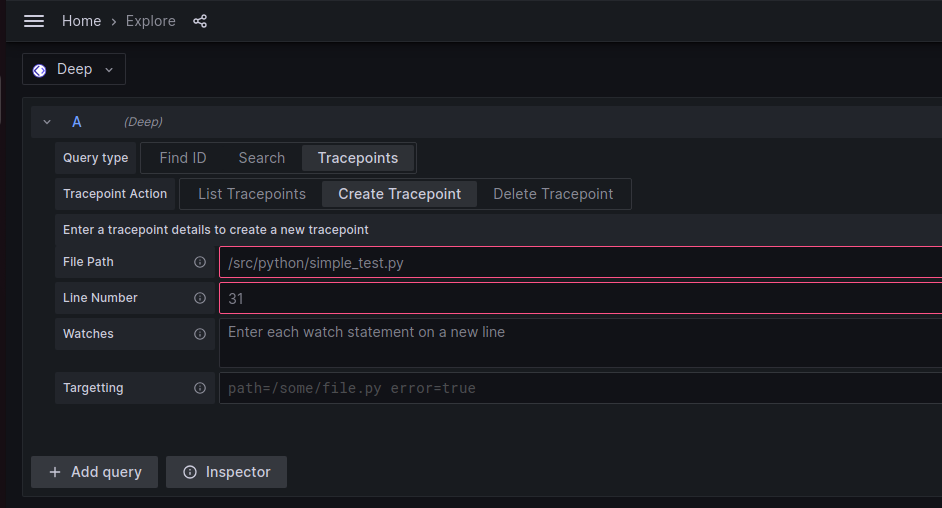 Home › Explore
Deep
A (Deep)
Query type Find ID Search Tracepoints
Tracepoint Action List Tracepoints Create Tracepoint Delete Tracepoint
Enter a tracepoint details to create a new tracepoint
File Path /src/python/simple_test.py
Line Number 31
Watches Enter each watch statement on a new line
Targetting path=/some/file.py error=true
+ Add query Inspector